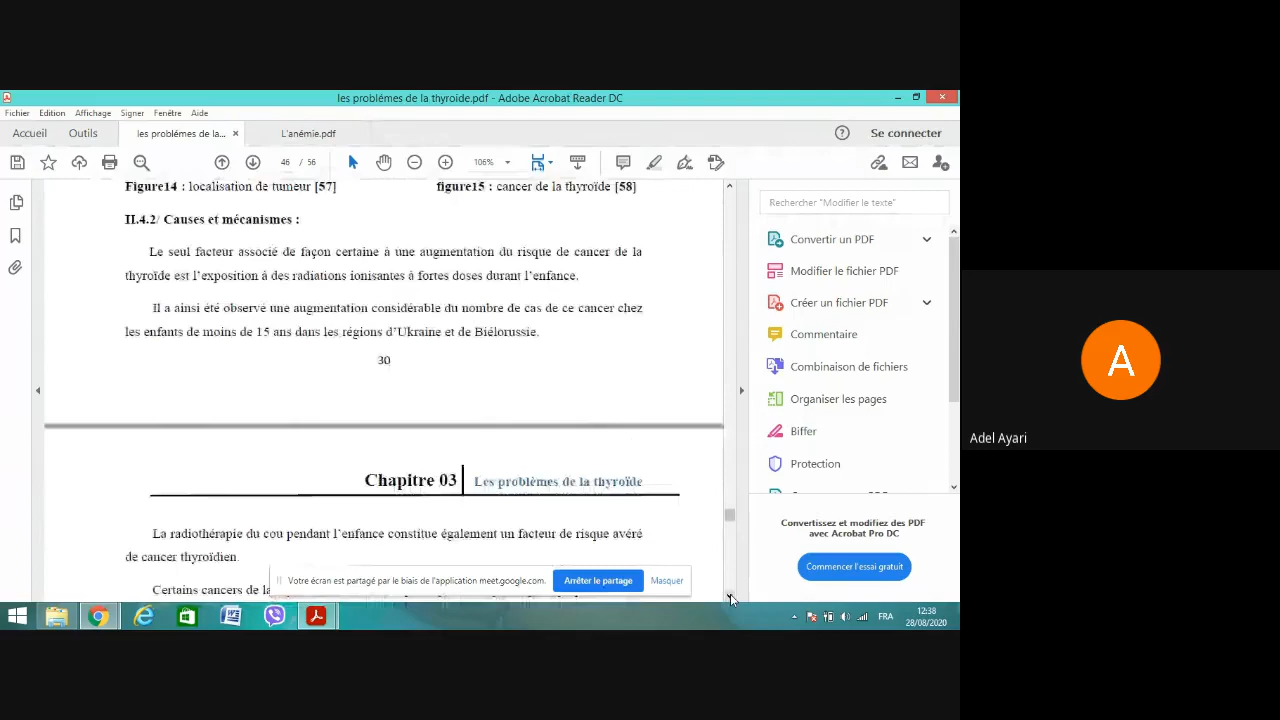 les problémes de la thyroide.pdf - Adobe Acrobat Reader DC
Fichier Edition Affichage Signer Fenêtre Aide
Accueil Outils les problémes de la... × L'anémie.pdf Se connecter
46 / 56 106%
Figure14 : localisation de tumeur [57] figure15 : cancer de la thyroïde [58]
II.4.2/ Causes et mécanismes :
Le seul facteur associé de façon certaine à une augmentation du risque de cancer de la
thyroïde est l'exposition à des radiations ionisantes à fortes doses durant l'enfance.
Il a ainsi été observé une augmentation considérable du nombre de cas de ce cancer chez
les enfants de moins de 15 ans dans les régions d'Ukraine et de Biélorussie.
30
Chapitre 03 Les problèmes de la thyroïde
La radiothérapie du cou pendant l'enfance constitue également un facteur de risque avéré
de cancer thyroïdien.
Certains cancers de la
Votre écran est partagé par le biais de l'application meet.google.com. Arrêter le partage Masquer
Rechercher "Modifier le texte"
Convertir un PDF
Modifier le fichier PDF
Créer un fichier PDF
Commentaire
Combinaison de fichiers
Organiser les pages
Biffer
Protection
Convertissez et modifiez des PDF
avec Acrobat Pro DC
Commencer l'essai gratuit
FRA
12:38
28/08/2020
A
Adel Ayari